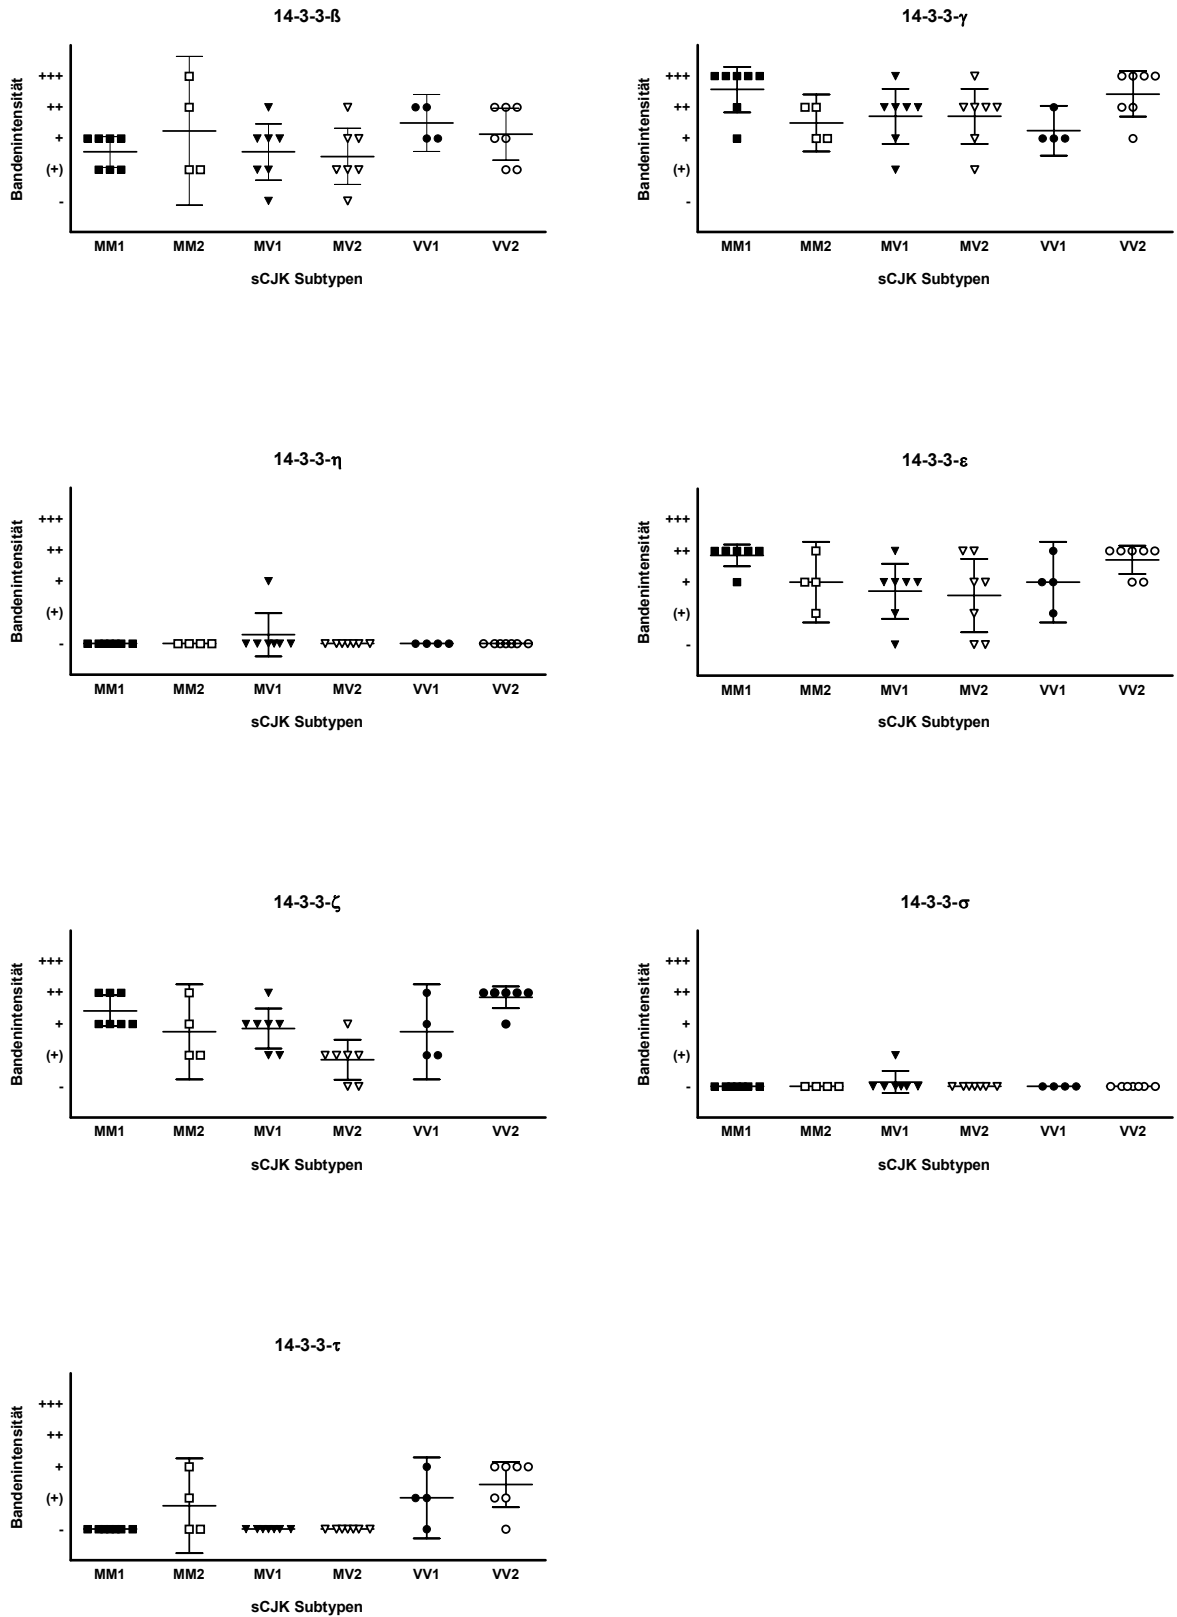 14-3-3-ß
Bandenintensität
+++
++
+
(+)
-
MM1 MM2 MV1 MV2 VV1 VV2
sCJK Subtypen
14-3-3-γ
Bandenintensität
+++
++
+
(+)
-
MM1 MM2 MV1 MV2 VV1 VV2
sCJK Subtypen
14-3-3-η
Bandenintensität
+++
++
+
(+)
-
MM1 MM2 MV1 MV2 VV1 VV2
sCJK Subtypen
14-3-3-ε
Bandenintensität
+++
++
+
(+)
-
MM1 MM2 MV1 MV2 VV1 VV2
sCJK Subtypen
14-3-3-ζ
Bandenintensität
+++
++
+
(+)
-
MM1 MM2 MV1 MV2 VV1 VV2
sCJK Subtypen
14-3-3-σ
Bandenintensität
+++
++
+
(+)
-
MM1 MM2 MV1 MV2 VV1 VV2
sCJK Subtypen
14-3-3-τ
Bandenintensität
+++
++
+
(+)
-
MM1 MM2 MV1 MV2 VV1 VV2
sCJK Subtypen